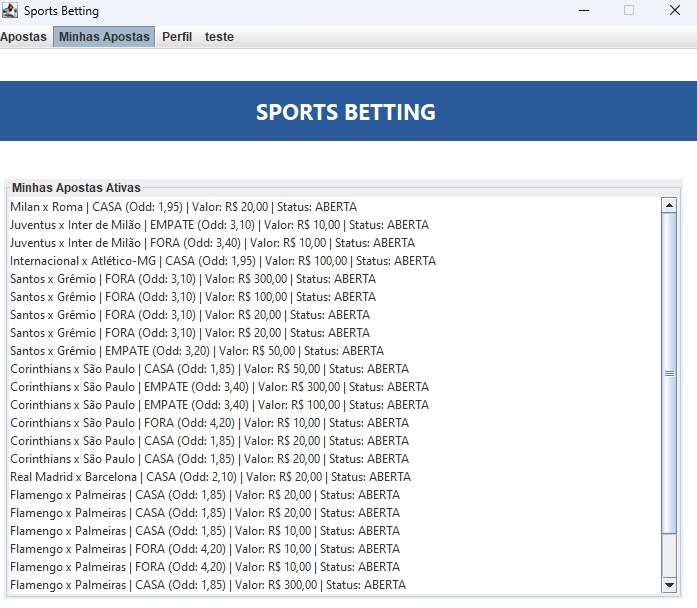 Sports Betting
Apostas Minhas Apostas Perfil teste
SPORTS BETTING
Minhas Apostas Ativas
Milan x Roma | CASA (Odd: 1,95) | Valor: R$ 20,00 | Status: ABERTA
Juventus x Inter de Milão | EMPATE (Odd: 3,10) | Valor: R$ 10,00 | Status: ABERTA
Juventus x Inter de Milão | FORA (Odd: 3,40) | Valor: R$ 10,00 | Status: ABERTA
Internacional x Atlético-MG | CASA (Odd: 1,95) | Valor: R$ 100,00 | Status: ABERTA
Santos x Grêmio | FORA (Odd: 3,10) | Valor: R$ 300,00 | Status: ABERTA
Santos x Grêmio | FORA (Odd: 3,10) | Valor: R$ 100,00 | Status: ABERTA
Santos x Grêmio | FORA (Odd: 3,10) | Valor: R$ 20,00 | Status: ABERTA
Santos x Grêmio | FORA (Odd: 3,10) | Valor: R$ 20,00 | Status: ABERTA
Santos x Grêmio | EMPATE (Odd: 3,20) | Valor: R$ 50,00 | Status: ABERTA
Corinthians x São Paulo | CASA (Odd: 1,85) | Valor: R$ 50,00 | Status: ABERTA
Corinthians x São Paulo | EMPATE (Odd: 3,40) | Valor: R$ 300,00 | Status: ABERTA
Corinthians x São Paulo | EMPATE (Odd: 3,40) | Valor: R$ 100,00 | Status: ABERTA
Corinthians x São Paulo | FORA (Odd: 4,20) | Valor: R$ 10,00 | Status: ABERTA
Corinthians x São Paulo | CASA (Odd: 1,85) | Valor: R$ 20,00 | Status: ABERTA
Corinthians x São Paulo | CASA (Odd: 1,85) | Valor: R$ 20,00 | Status: ABERTA
Real Madrid x Barcelona | CASA (Odd: 2,10) | Valor: R$ 20,00 | Status: ABERTA
Flamengo x Palmeiras | CASA (Odd: 1,85) | Valor: R$ 20,00 | Status: ABERTA
Flamengo x Palmeiras | CASA (Odd: 1,85) | Valor: R$ 20,00 | Status: ABERTA
Flamengo x Palmeiras | CASA (Odd: 1,85) | Valor: R$ 10,00 | Status: ABERTA
Flamengo x Palmeiras | FORA (Odd: 4,20) | Valor: R$ 10,00 | Status: ABERTA
Flamengo x Palmeiras | FORA (Odd: 4,20) | Valor: R$ 10,00 | Status: ABERTA
Flamengo x Palmeiras | CASA (Odd: 1,85) | Valor: R$ 300,00 | Status: ABERTA